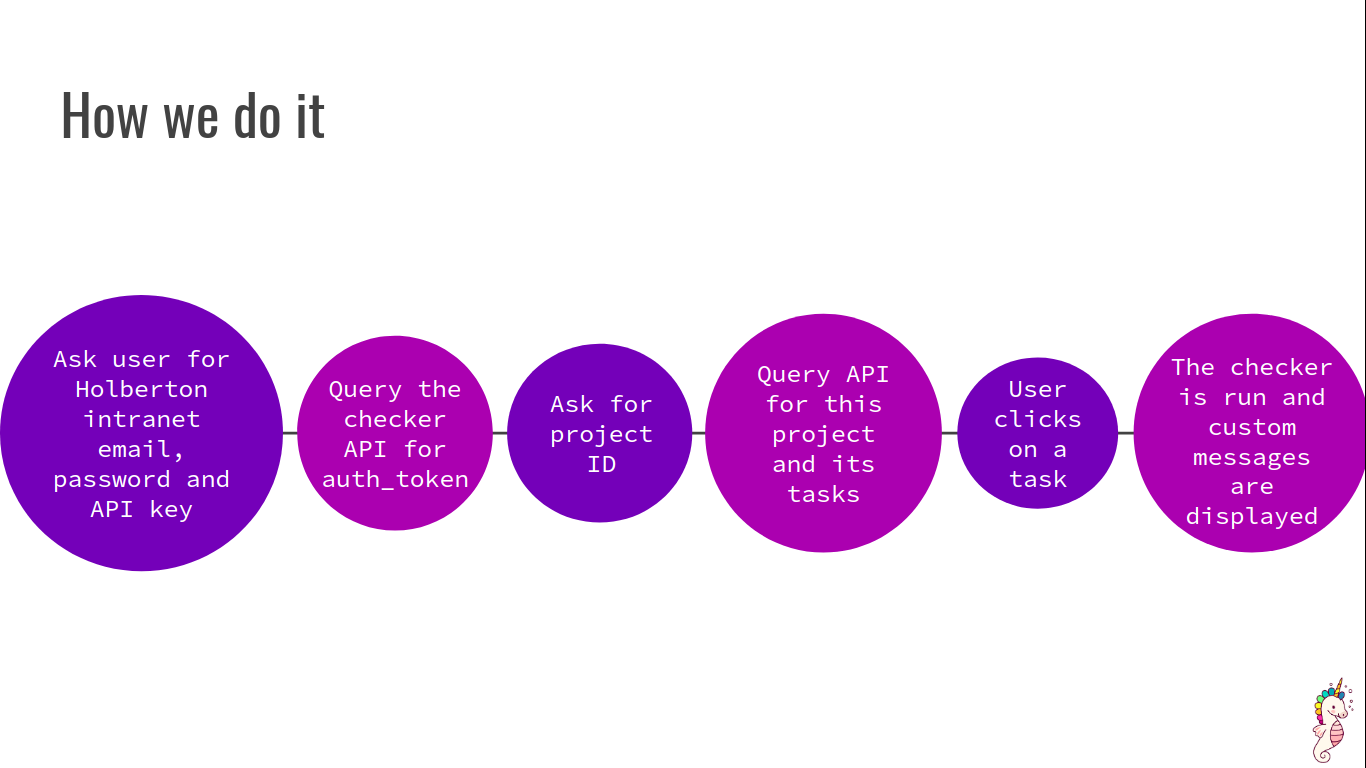 How we do it
Ask user for
Holberton
intranet
email,
password and
API key
Query the
checker
API for
auth_token
Ask for
project
ID
Query API
for this
project
and its
tasks
User
clicks
on a
task
The checker
is run and
custom
messages
are
displayed